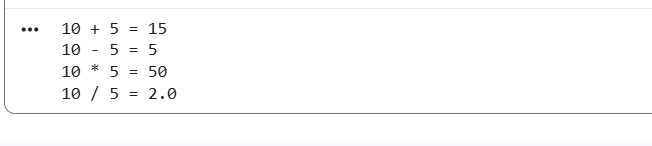 10 + 5 = 15
10 - 5 = 5
10 * 5 = 50
10 / 5 = 2.0